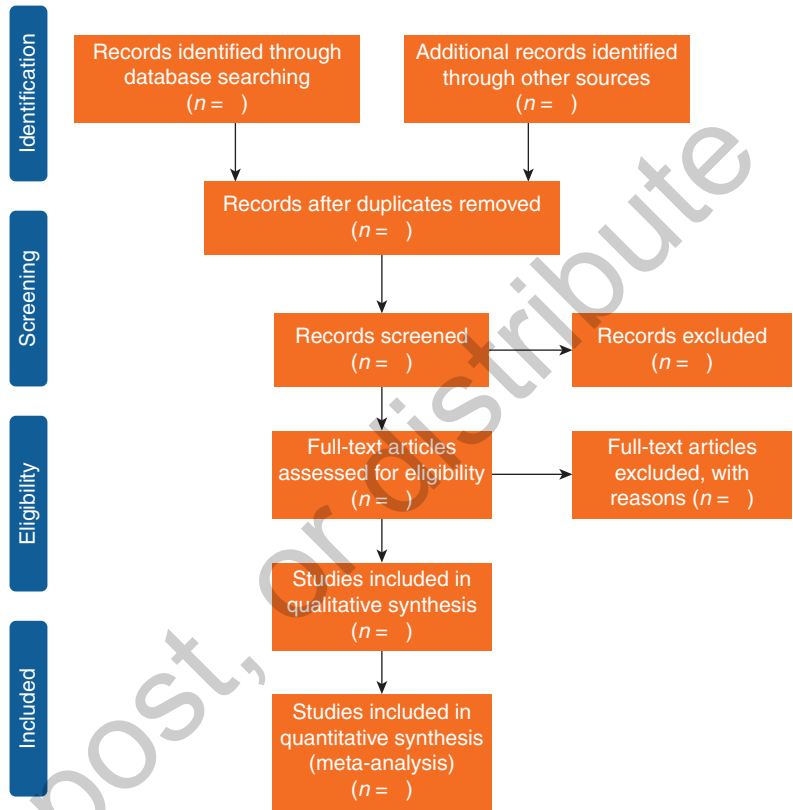 Identification
Records identified through
database searching
(n = )
Additional records identified
through other sources
(n = )
Records after duplicates removed
(n = )
Screening
Records screened
(n = )
Records excluded
(n = )
Eligibility
Full-text articles
assessed for eligibility
(n = )
Full-text articles
excluded, with
reasons (n = )
Studies included in
qualitative synthesis
(n = )
Included
Studies included in
quantitative synthesis
(meta-analysis)
(n = )
post, or distribute